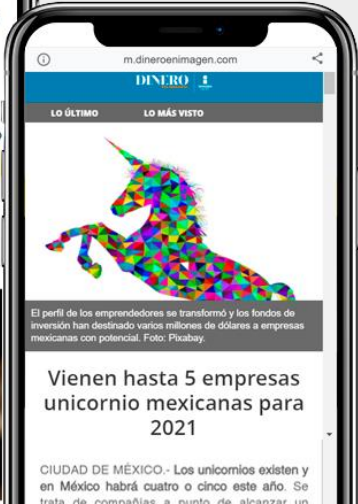 m.dineroenimagen.com
DINERO
LO ÚLTIMO LO MÁS VISTO
El perfil de los emprendedores se transformó y los fondos de
inversión han destinado varios millones de dólares a empresas
mexicanas con potencial. Foto: Pixabay.
Vienen hasta 5 empresas
unicornio mexicanas para
2021
CIUDAD DE MÉXICO.- Los unicornios existen y
en México habrá cuatro o cinco este año. Se
trata de compañías a punto de alcanzar un